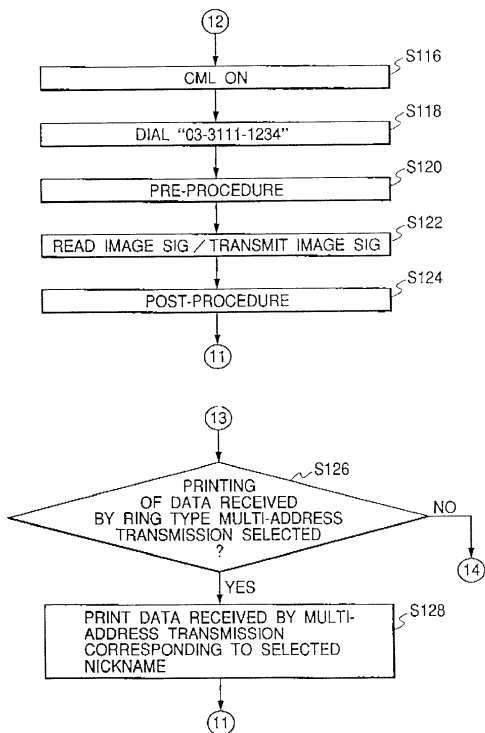 12
S116
CML ON
S118
DIAL "03-3111-1234"
S120
PRE-PROCEDURE
S122
READ IMAGE SIG / TRANSMIT IMAGE SIG
S124
POST-PROCEDURE
11
13
S126
PRINTING
OF DATA RECEIVED
BY RING TYPE MULTI-ADDRESS
TRANSMISSION SELECTED
?
NO
14
YES
S128
PRINT DATA RECEIVED BY MULTI-
ADDRESS TRANSMISSION
CORRESPONDING TO SELECTED
NICKNAME
11